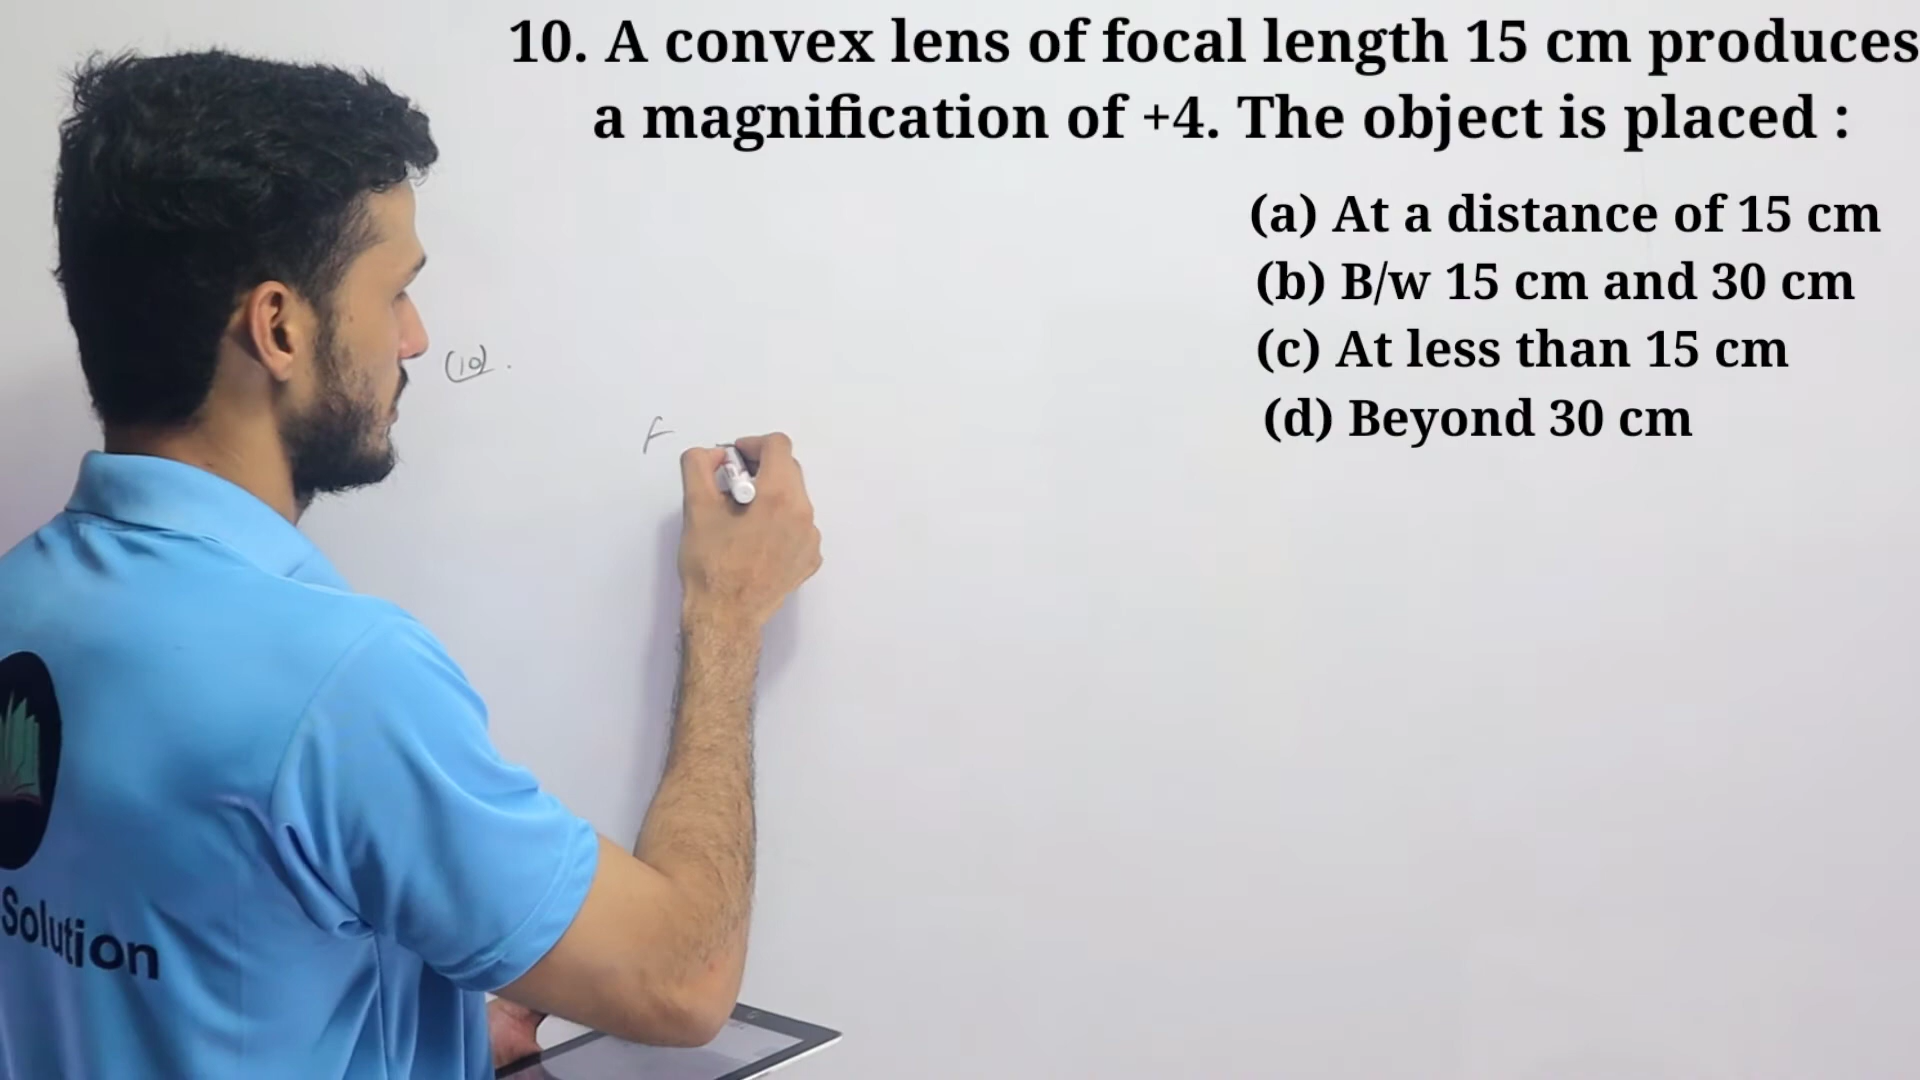 10. A convex lens of focal length 15 cm produces
a magnification of +4. The object is placed :
(a) At a distance of 15 cm
(b) B/w 15 cm and 30 cm
(c) At less than 15 cm
(d) Beyond 30 cm
(10).
F
Solution